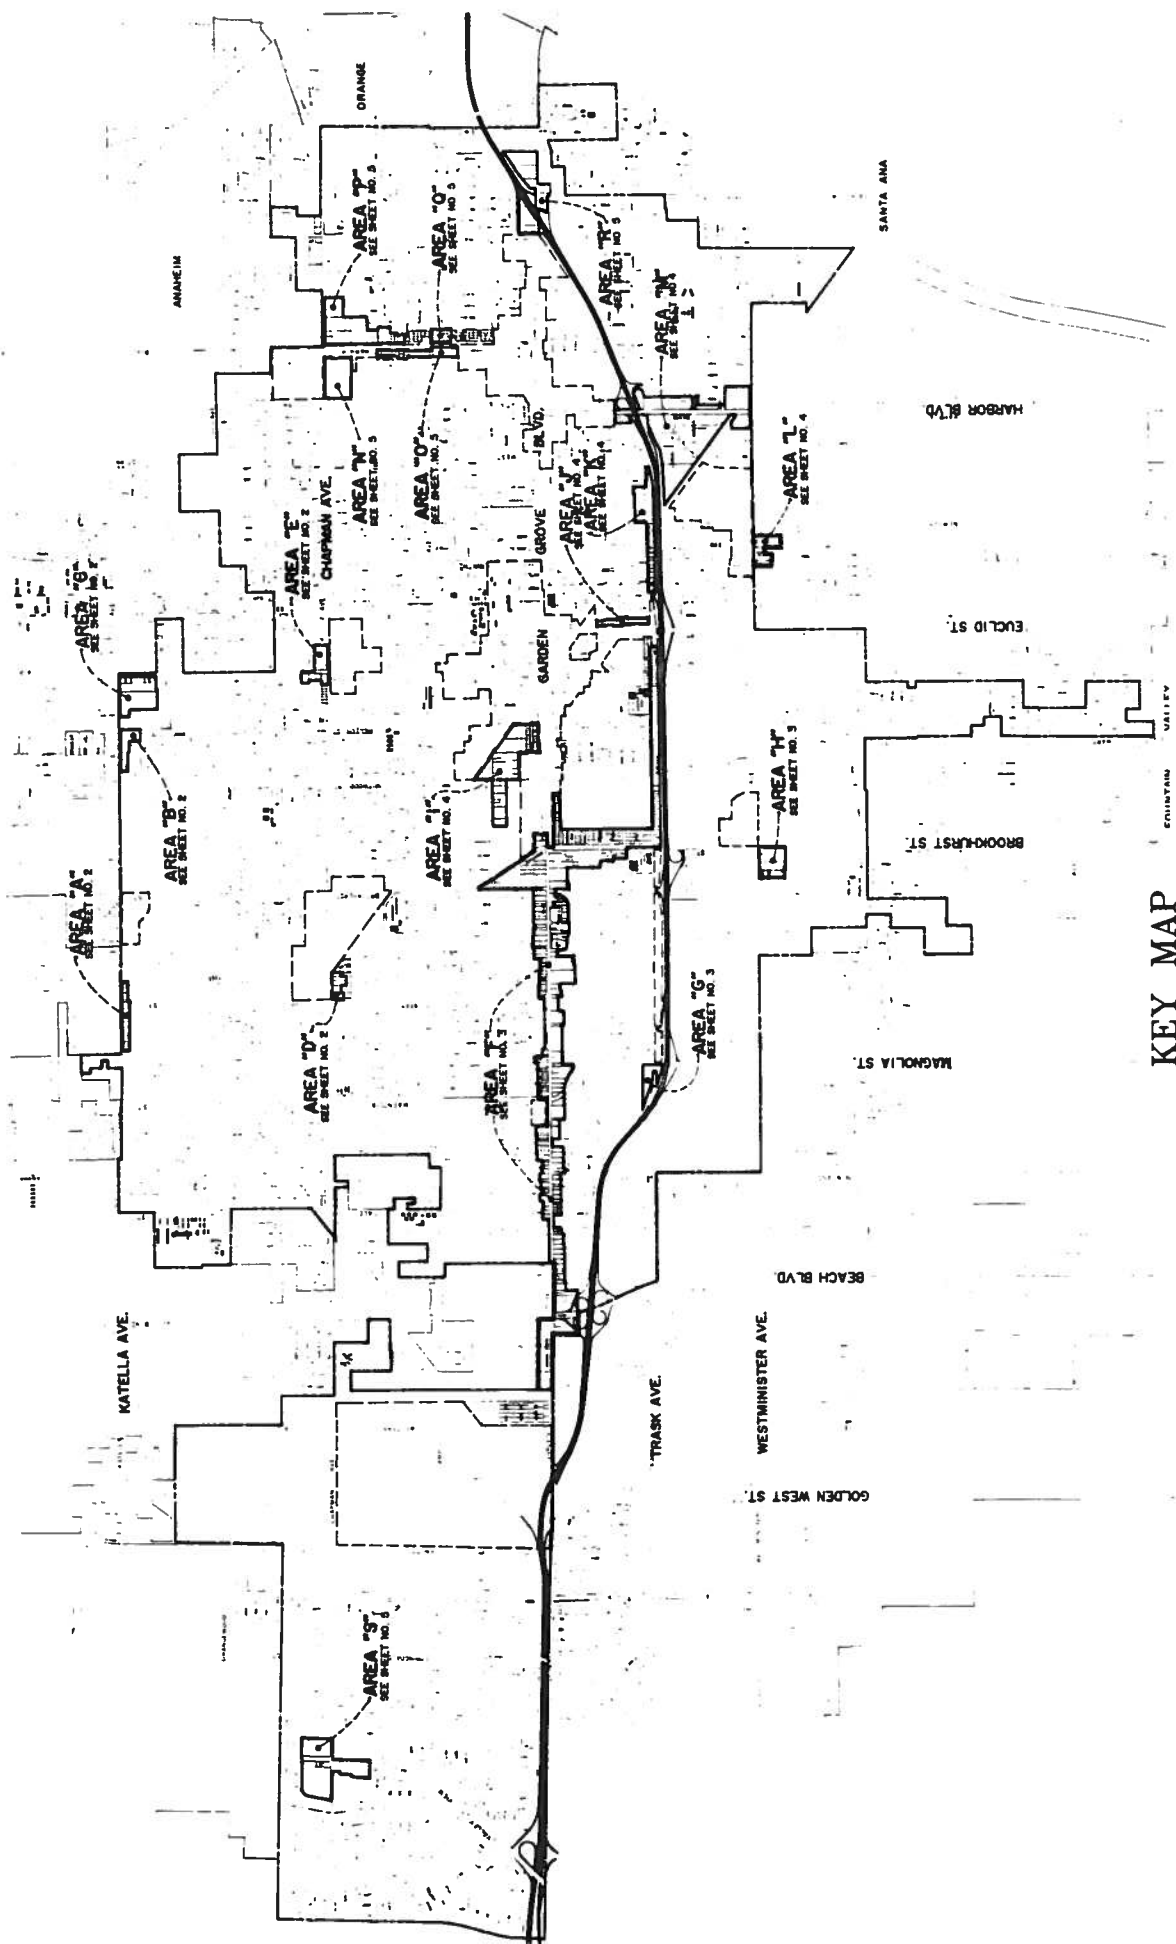 ORANGE
ANAHEIM
SANTA ANA
AREA "P"
SEE SHEET NO. 5
AREA "Q"
SEE SHEET NO. 5
AREA "R"
SEE SHEET NO. 5
AREA "M"
SEE SHEET NO. 4
HARBOR BLVD.
AREA "N"
SEE SHEET NO. 5
AREA "O"
SEE SHEET NO. 5
GARDEN GROVE BLVD.
AREA "J"
SEE SHEET NO. 4
AREA "K"
SEE SHEET NO. 4
AREA "L"
SEE SHEET NO. 4
AREA "E"
SEE SHEET NO. 2
CHAPMAN AVE.
SEE SHEET NO. 2
EUCLID ST.
AREA "B"
SEE SHEET NO. 2
AREA "I"
SEE SHEET NO. 4
AREA "H"
SEE SHEET NO. 3
VALLEY
BROOKHURST ST.
AREA "A"
SEE SHEET NO. 2
AREA "D"
SEE SHEET NO. 2
AREA "F"
SEE SHEET NO. 3
AREA "G"
SEE SHEET NO. 3
MAGNOLIA ST.
KEY MAP
BEACH BLVD.
KATELLA AVE.
TRASK AVE.
WESTMINISTER AVE.
GOLDEN WEST ST.
AREA "S"
SEE SHEET NO. 5